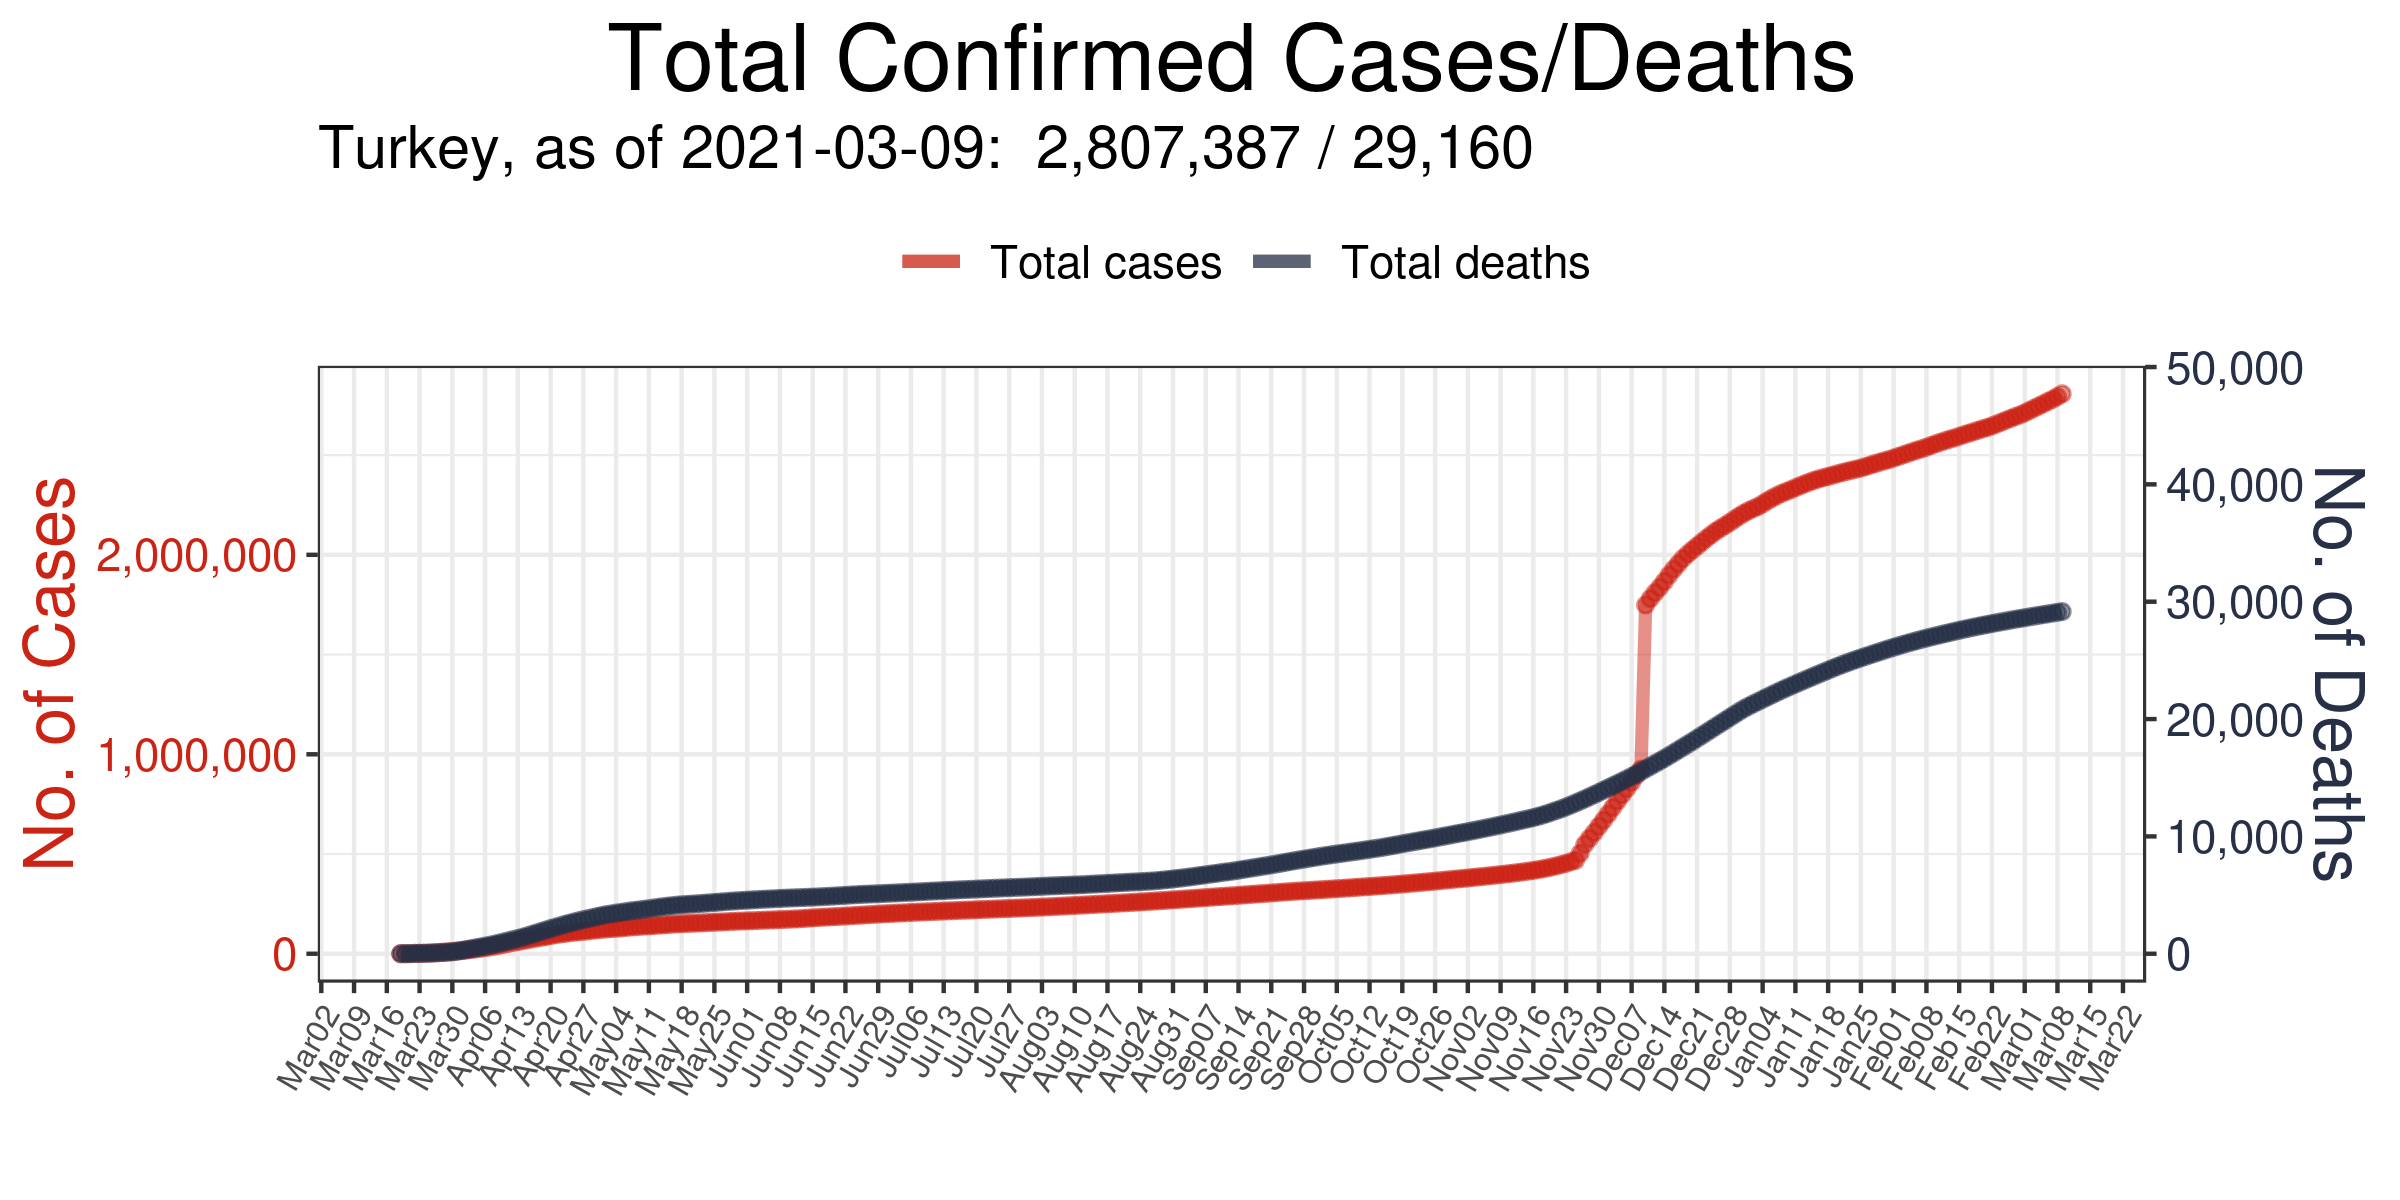 Total Confirmed Cases/Deaths
Turkey, as of 2021-03-09:  2,807,387 / 29,160
Total cases
Total deaths
No. of Cases
2,000,000
1,000,000
0
50,000
40,000
30,000
20,000
10,000
0
No. of Deaths
Mar02
Mar09
Mar16
Mar23
Mar30
Apr06
Apr13
Apr20
Apr27
May04
May11
May18
May25
Jun01
Jun08
Jun15
Jun22
Jun29
Jul06
Jul13
Jul20
Jul27
Aug03
Aug10
Aug17
Aug24
Aug31
Sep07
Sep14
Sep21
Sep28
Oct05
Oct12
Oct19
Oct26
Nov02
Nov09
Nov16
Nov23
Nov30
Dec07
Dec14
Dec21
Dec28
Jan04
Jan11
Jan18
Jan25
Feb01
Feb08
Feb15
Feb22
Mar01
Mar08
Mar15
Mar22